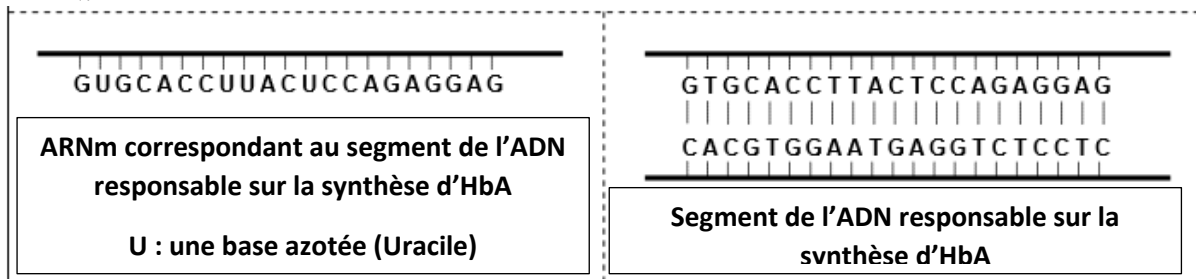 GUGCACCUUACUCCAGAGGAG
ARNm correspondant au segment de l’ADN
responsable sur la synthèse d’HbA
U : une base azotée (Uracile)
GTGCACCTTACTCCAGAGGAG
CACGTGGAATGAGGTCTCCTC
Segment de l’ADN responsable sur la
synthèse d’HbA